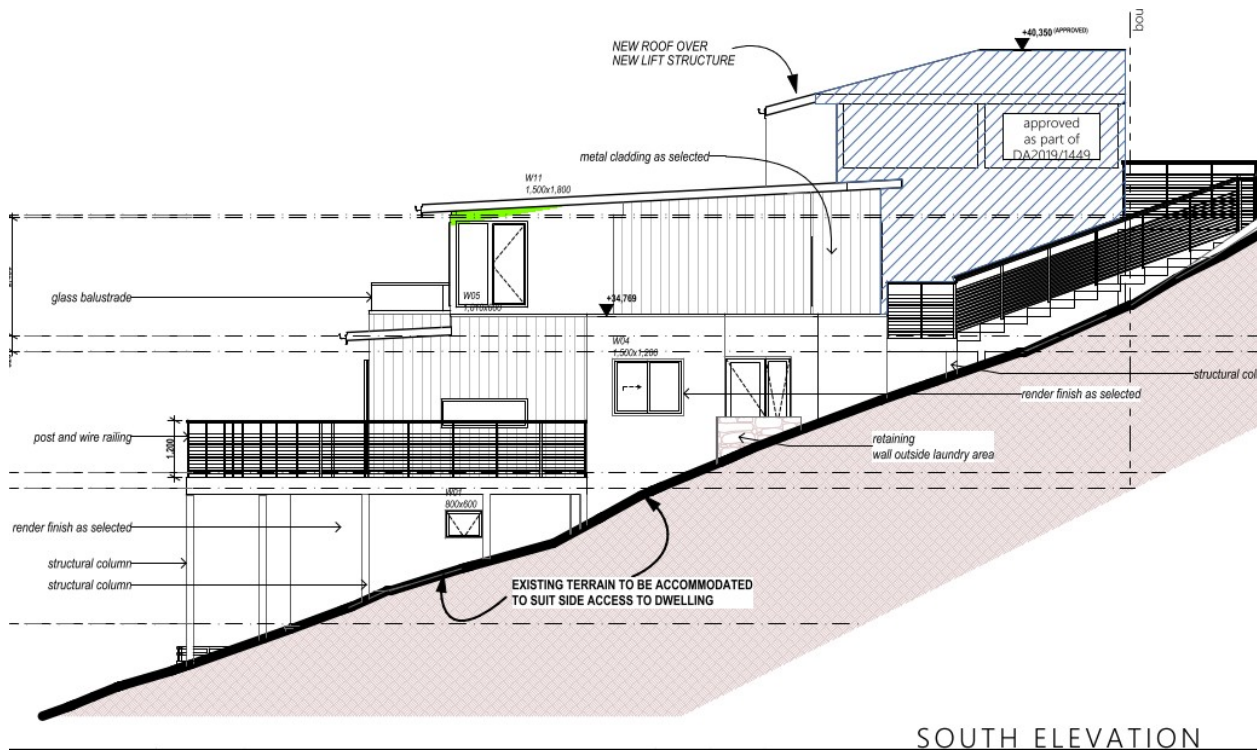 bou
+40,350 (APPROVED)
NEW ROOF OVER
NEW LIFT STRUCTURE
approved
as part of
DA2019/1449
metal cladding as selected
W11
1,500x1,800
glass balustrade
W05
+34,769
W04
1,500x1,200
structural col
render finish as selected
post and wire railing
1,200
retaining
wall outside laundry area
W01
800x600
render finish as selected
structural column
structural column
EXISTING TERRAIN TO BE ACCOMMODATED
TO SUIT SIDE ACCESS TO DWELLING
SOUTH ELEVATION